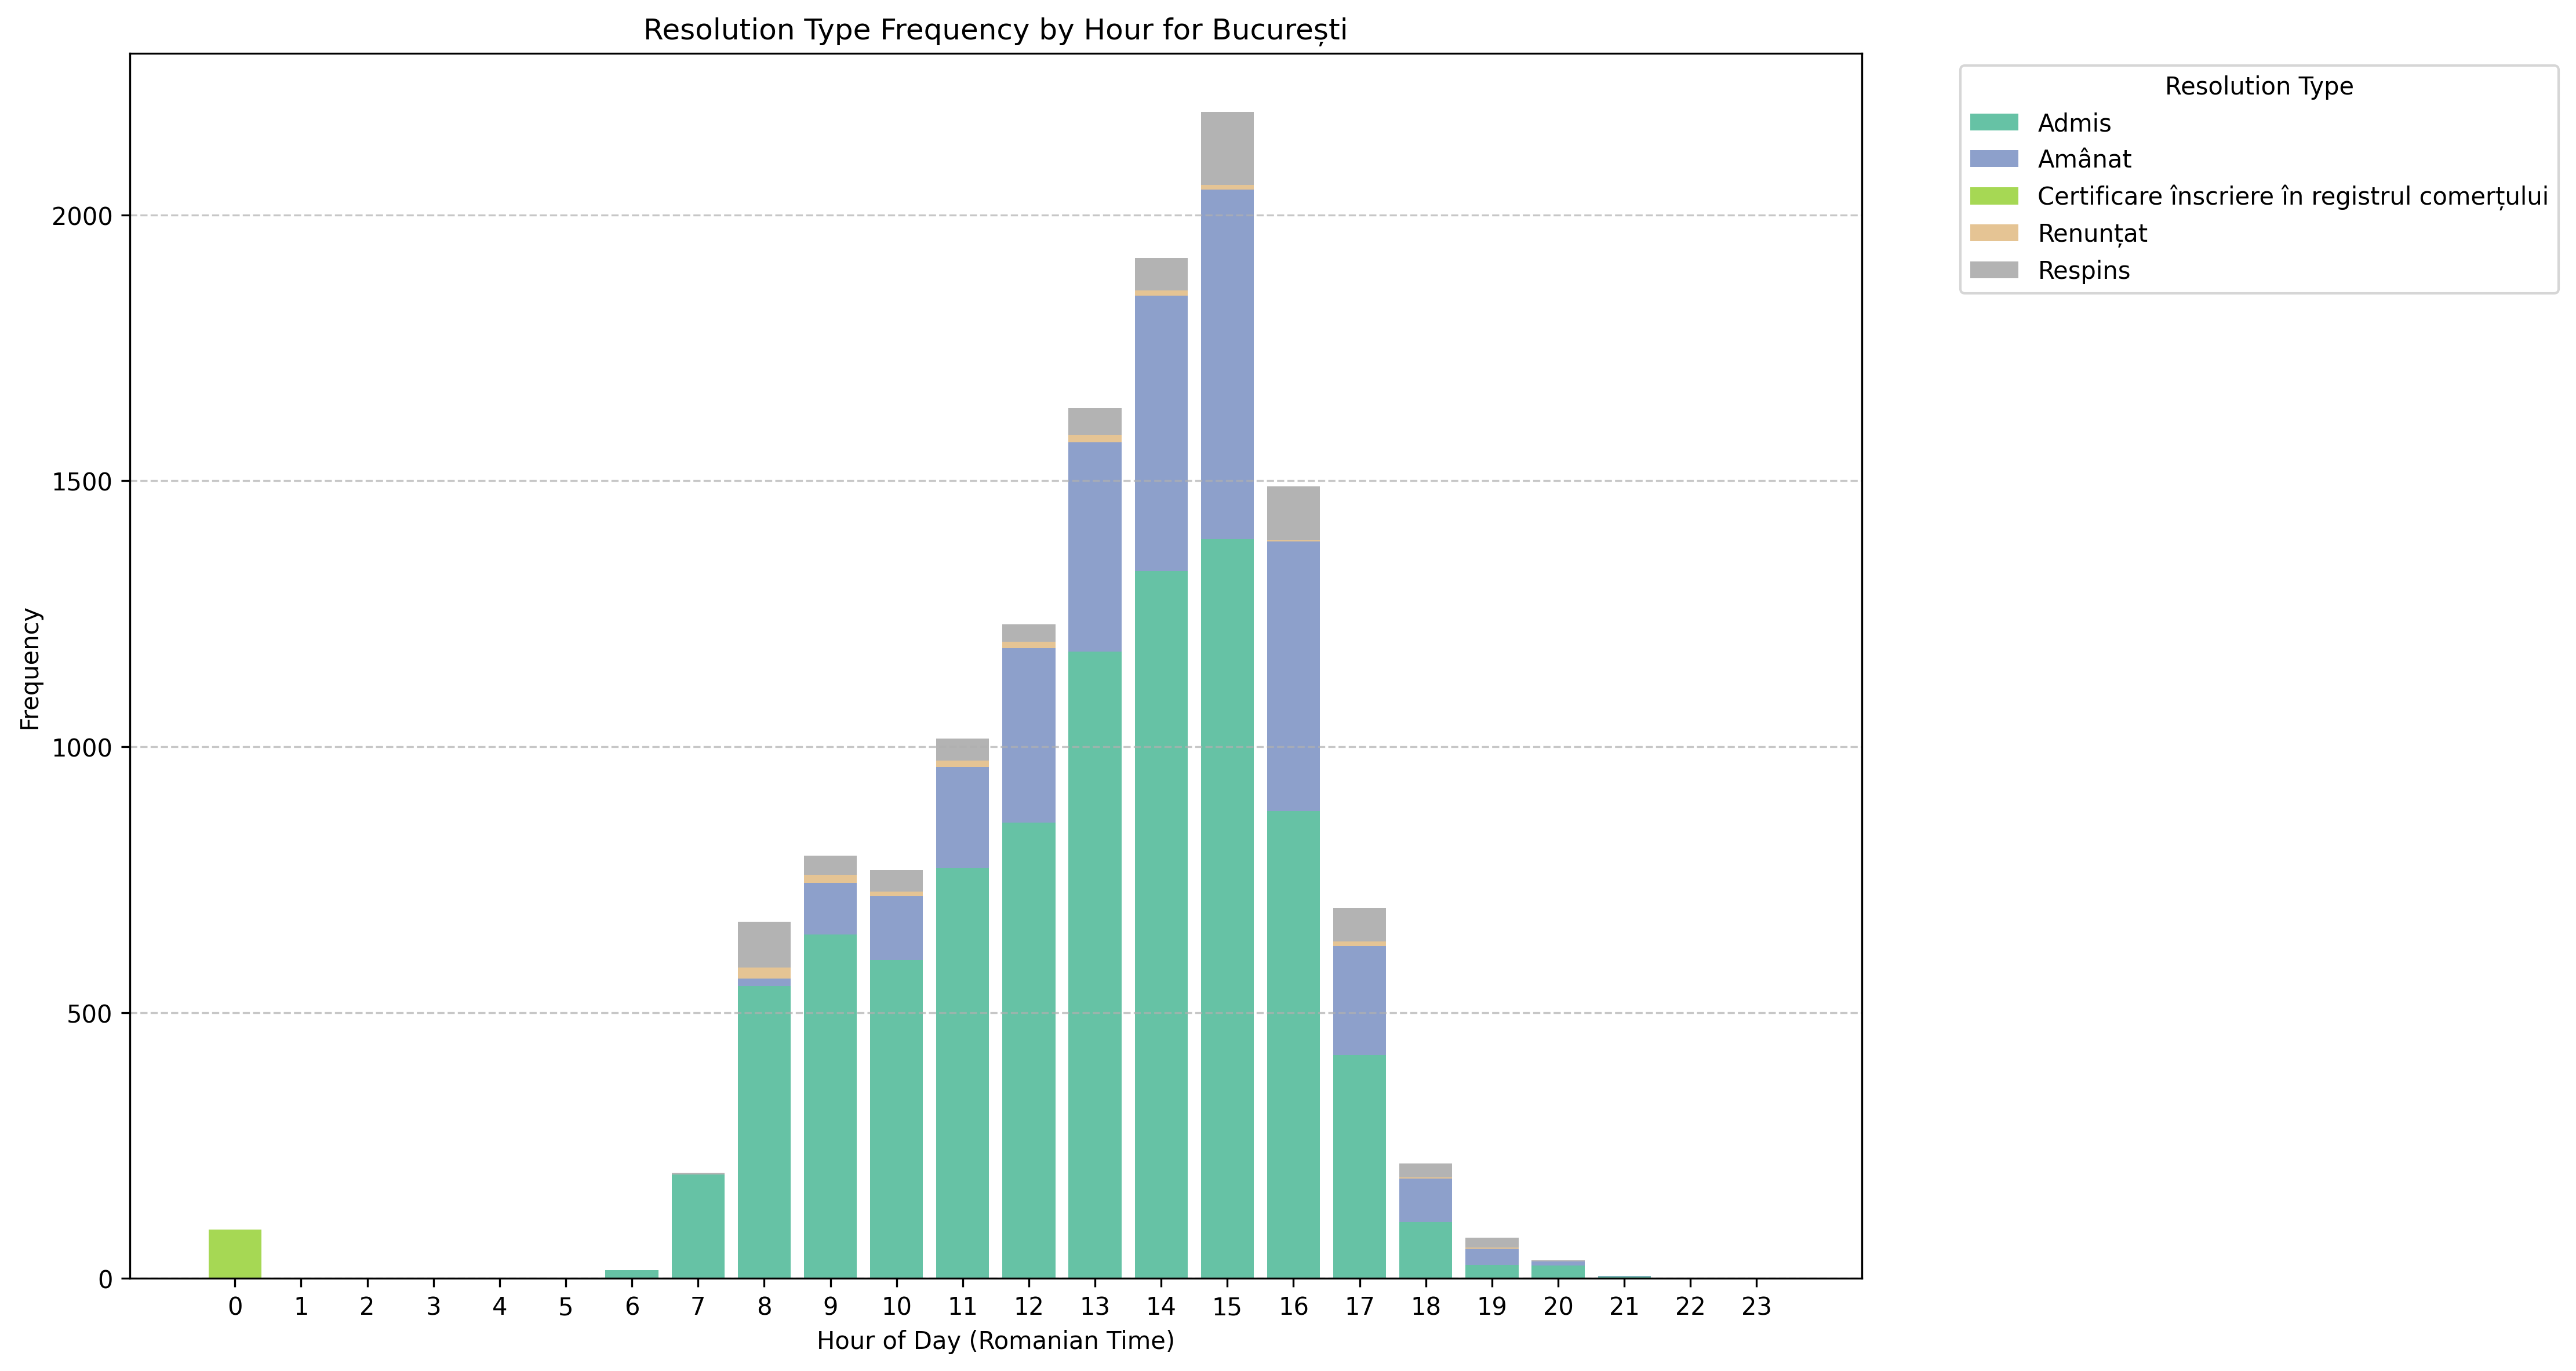 Resolution Type Frequency by Hour for București
Resolution Type
Admis
Amânat
Certificare înscriere în registrul comerțului
Renunțat
Respins
Frequency
2000
1500
1000
500
0
0 1 2 3 4 5 6 7 8 9 10 11 12 13 14 15 16 17 18 19 20 21 22 23
Hour of Day (Romanian Time)